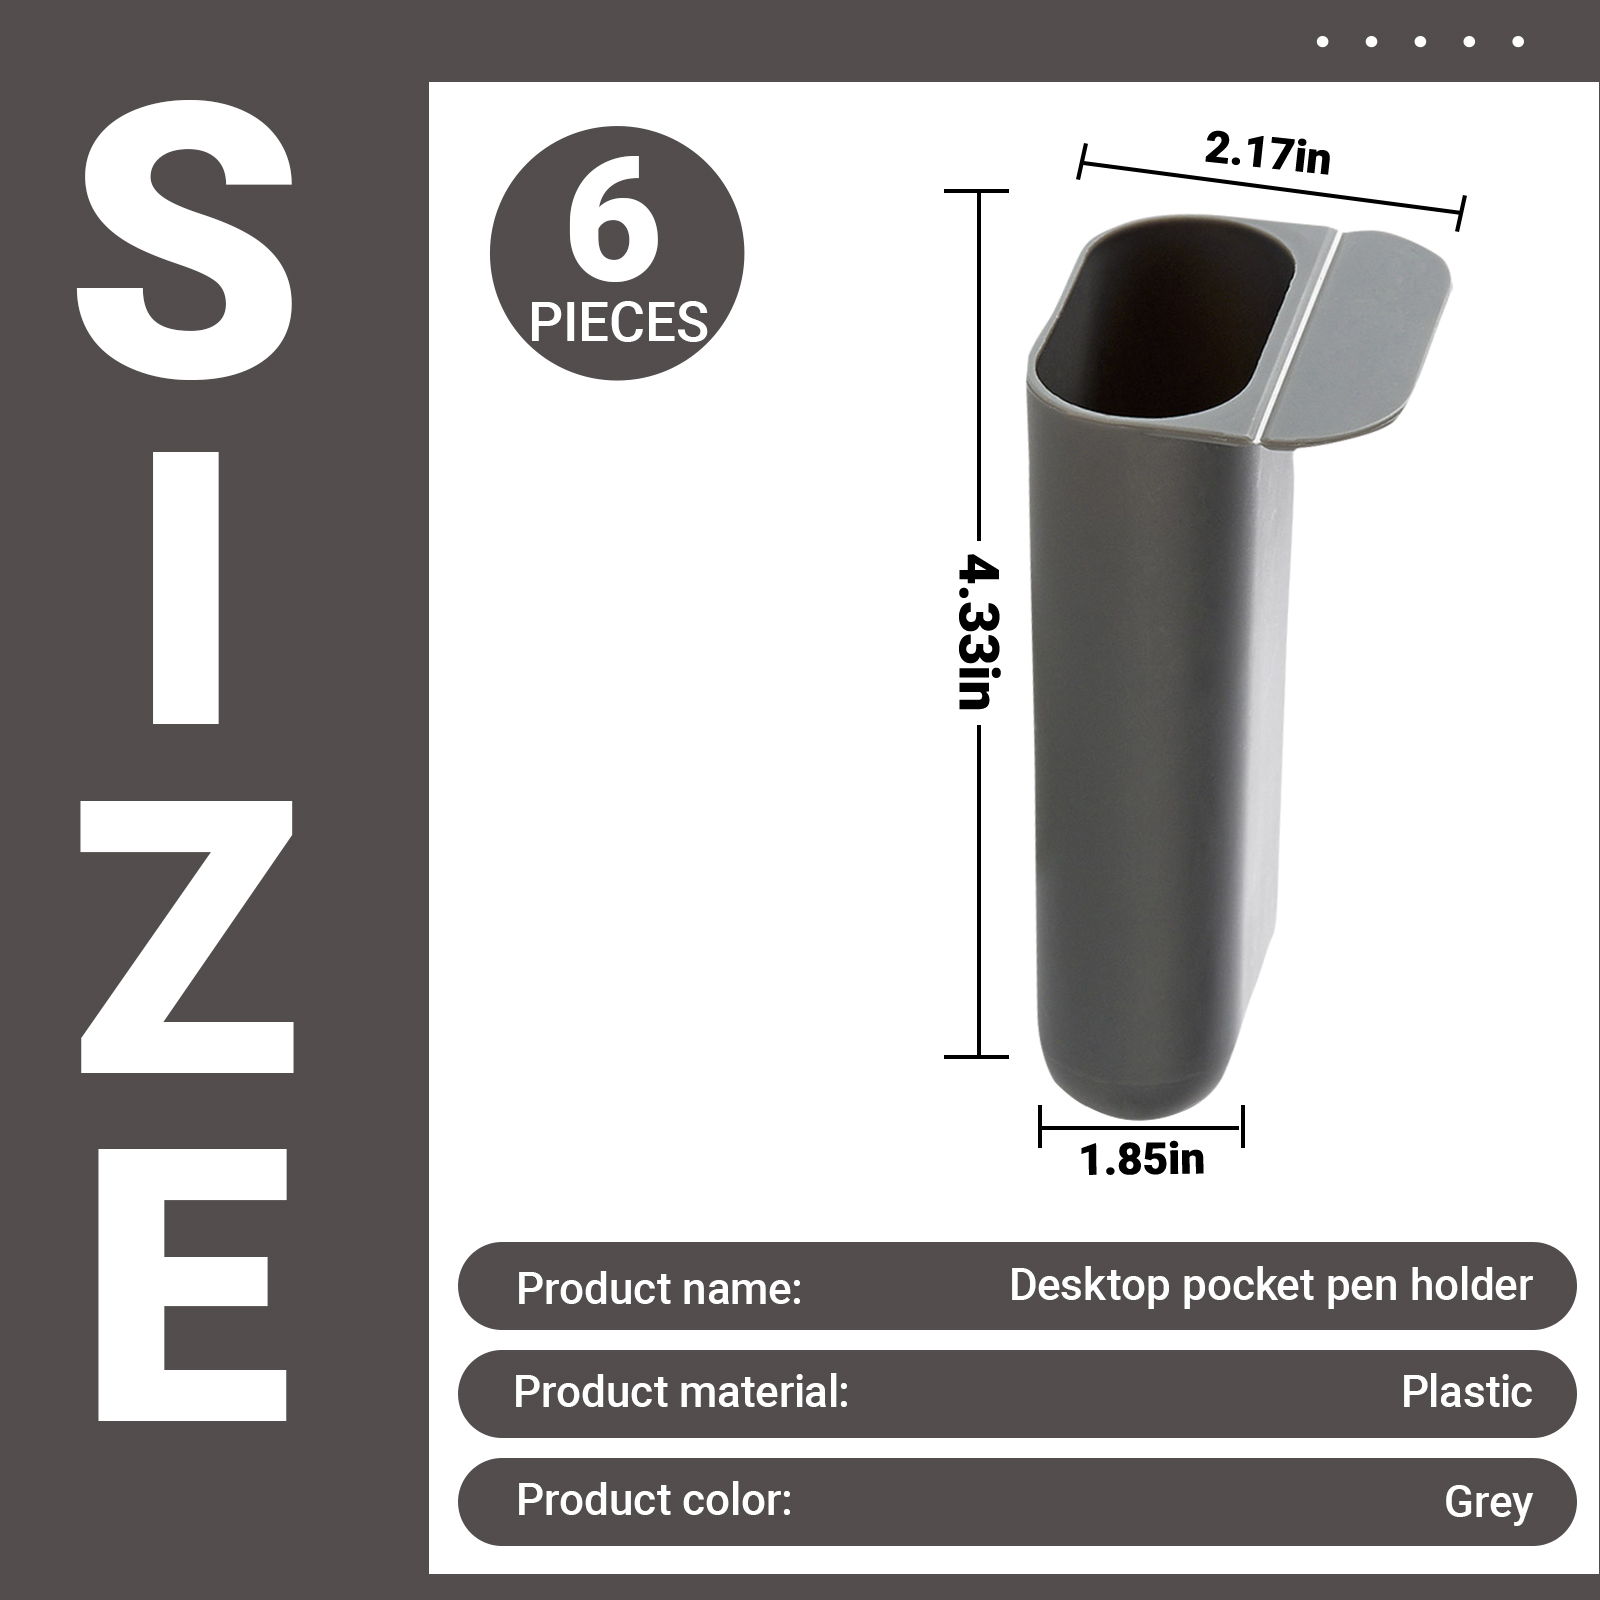 SIZE
6
PIECES
2.17in
4.33in
1.85in
Product name: Desktop pocket pen holder
Product material: Plastic
Product color: Grey